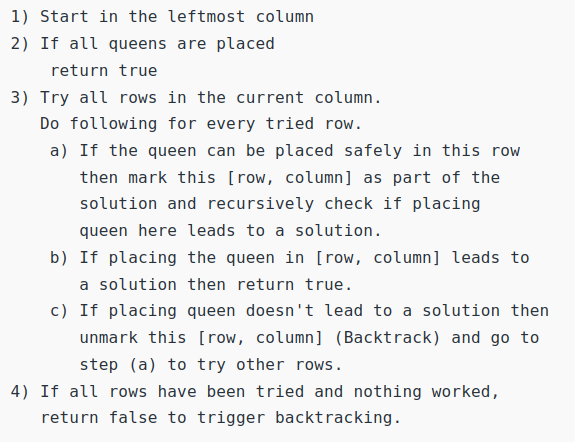 1) Start in the leftmost column
2) If all queens are placed
return true
3) Try all rows in the current column.
Do following for every tried row.
a) If the queen can be placed safely in this row
then mark this [row, column] as part of the
solution and recursively check if placing
queen here leads to a solution.
b) If placing the queen in [row, column] leads to
a solution then return true.
c) If placing queen doesn't lead to a solution then
unmark this [row, column] (Backtrack) and go to
step (a) to try other rows.
4) If all rows have been tried and nothing worked,
return false to trigger backtracking.